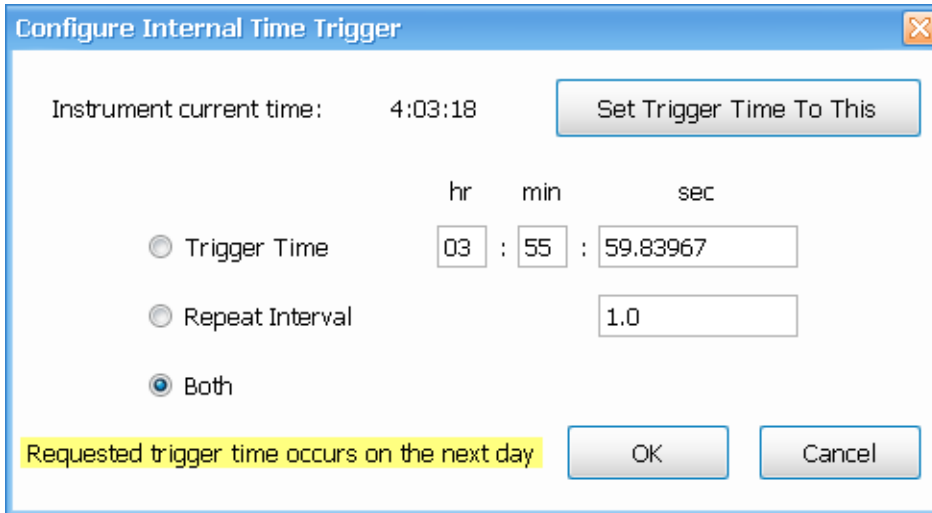 Configure Internal Time Trigger
Instrument current time: 4:03:18 Set Trigger Time To This
hr min sec
Trigger Time 03 : 55 : 59.83967
Repeat Interval 1.0
Both
Requested trigger time occurs on the next day OK Cancel